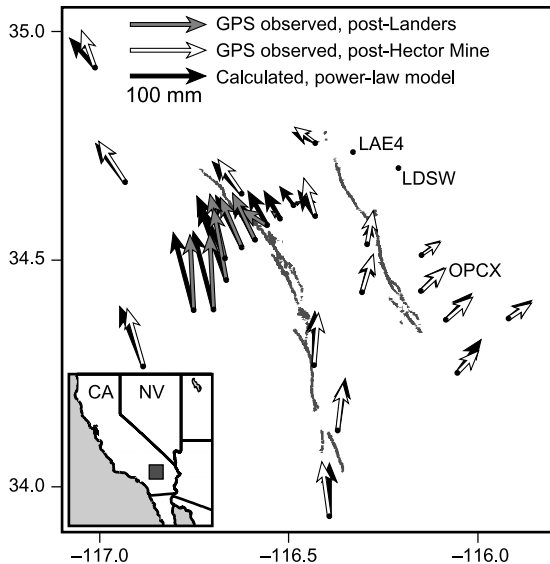 35.0
GPS observed, post-Landers
GPS observed, post-Hector Mine
Calculated, power-law model
100 mm
LAE4
LDSW
34.5
OPCX
CA NV
34.0
−117.0 −116.5 −116.0